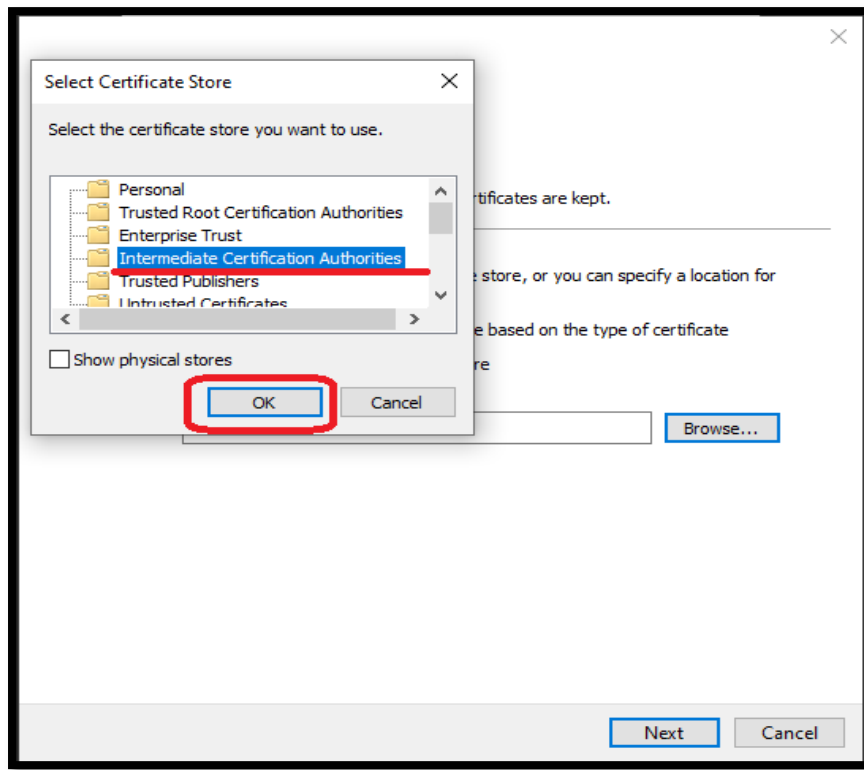 Select Certificate Store
Select the certificate store you want to use.
Personal
Trusted Root Certification Authorities
Enterprise Trust
Intermediate Certification Authorities
Trusted Publishers
Untrusted Certificates
Show physical stores
OK Cancel
rtificates are kept.
store, or you can specify a location for
e based on the type of certificate
re
Browse...
Next Cancel